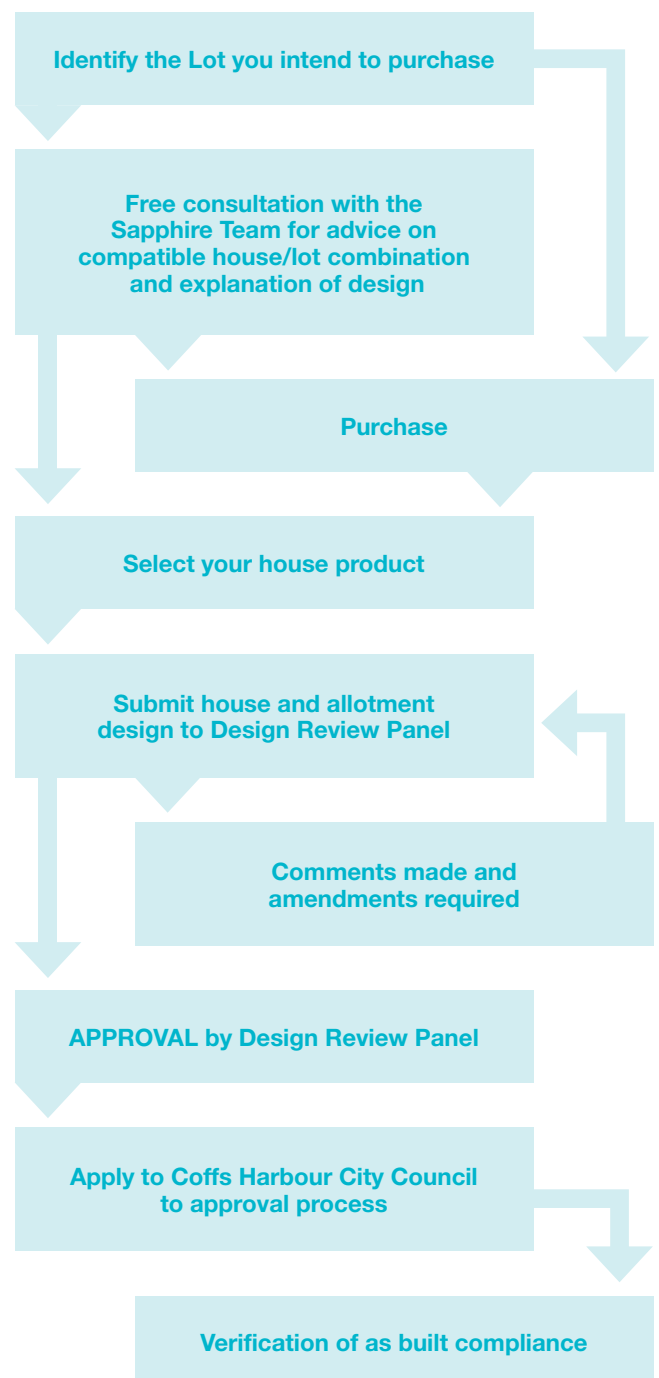 Identify the Lot you intend to purchase
Free consultation with the
Sapphire Team for advice on
compatible house/lot combination
and explanation of design
Purchase
Select your house product
Submit house and allotment
design to Design Review Panel
Comments made and
amendments required
APPROVAL by Design Review Panel
Apply to Coffs Harbour City Council
to approval process
Verification of as built compliance